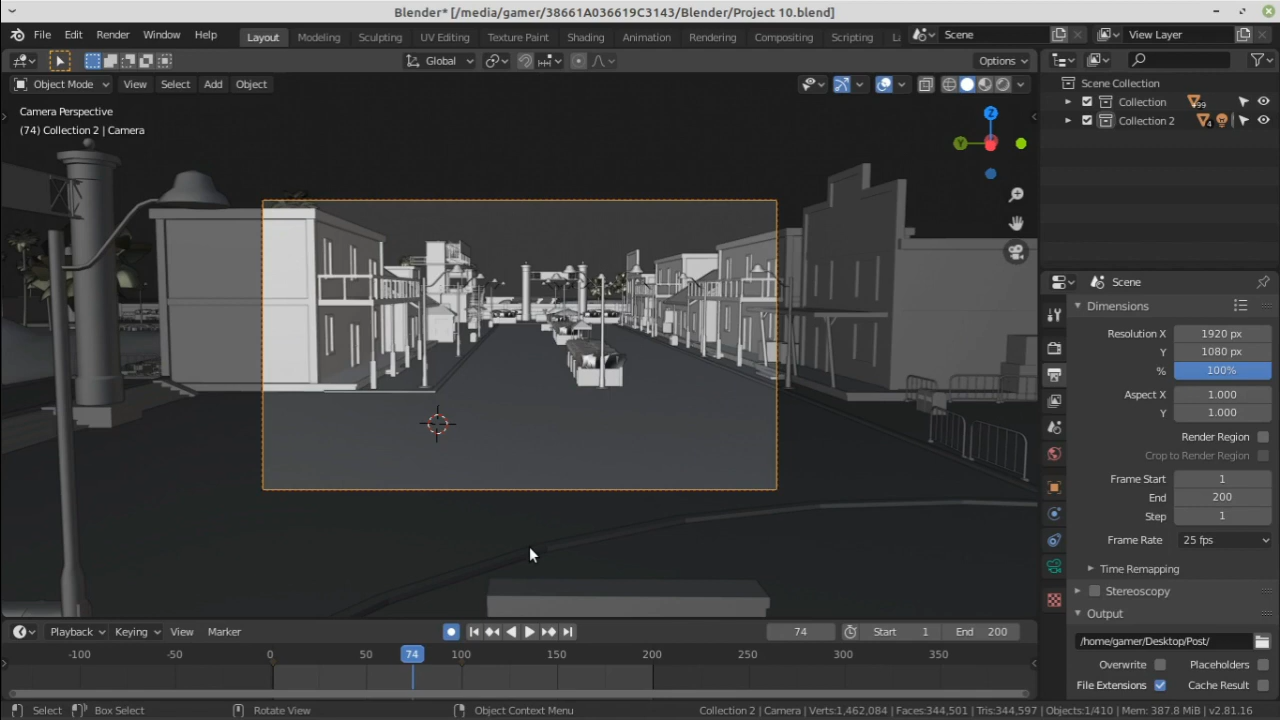 Blender* [/media/gamer/38661A036619C3143/Blender/Project 10.blend]
File Edit Render Window Help Layout Modeling Sculpting UV Editing Texture Paint Shading Animation Rendering Compositing Scripting Scene View Layer
Global Options
Object Mode View Select Add Object
Scene Collection
Collection 99
Collection 2 4
Camera Perspective
(74) Collection 2 | Camera
Z
Y
Scene
Dimensions
Resolution X 1920 px
Y 1080 px
% 100%
Aspect X 1.000
Y 1.000
Render Region
Crop to Render Region
Frame Start 1
End 200
Step 1
Frame Rate 25 fps
Time Remapping
Stereoscopy
Output
/home/gamer/Desktop/Post/
Overwrite Placeholders
File Extensions Cache Result
Playback Keying View Marker 74 Start 1 End 200
-100 -50 0 74 100 150 200 250 300 350
Select Box Select Rotate View Object Context Menu Collection 2 | Camera | Verts:1,462,084 | Faces:344,501 | Tris:344,597 | Objects:1/410 | Mem: 387.8 MiB | v2.81.16